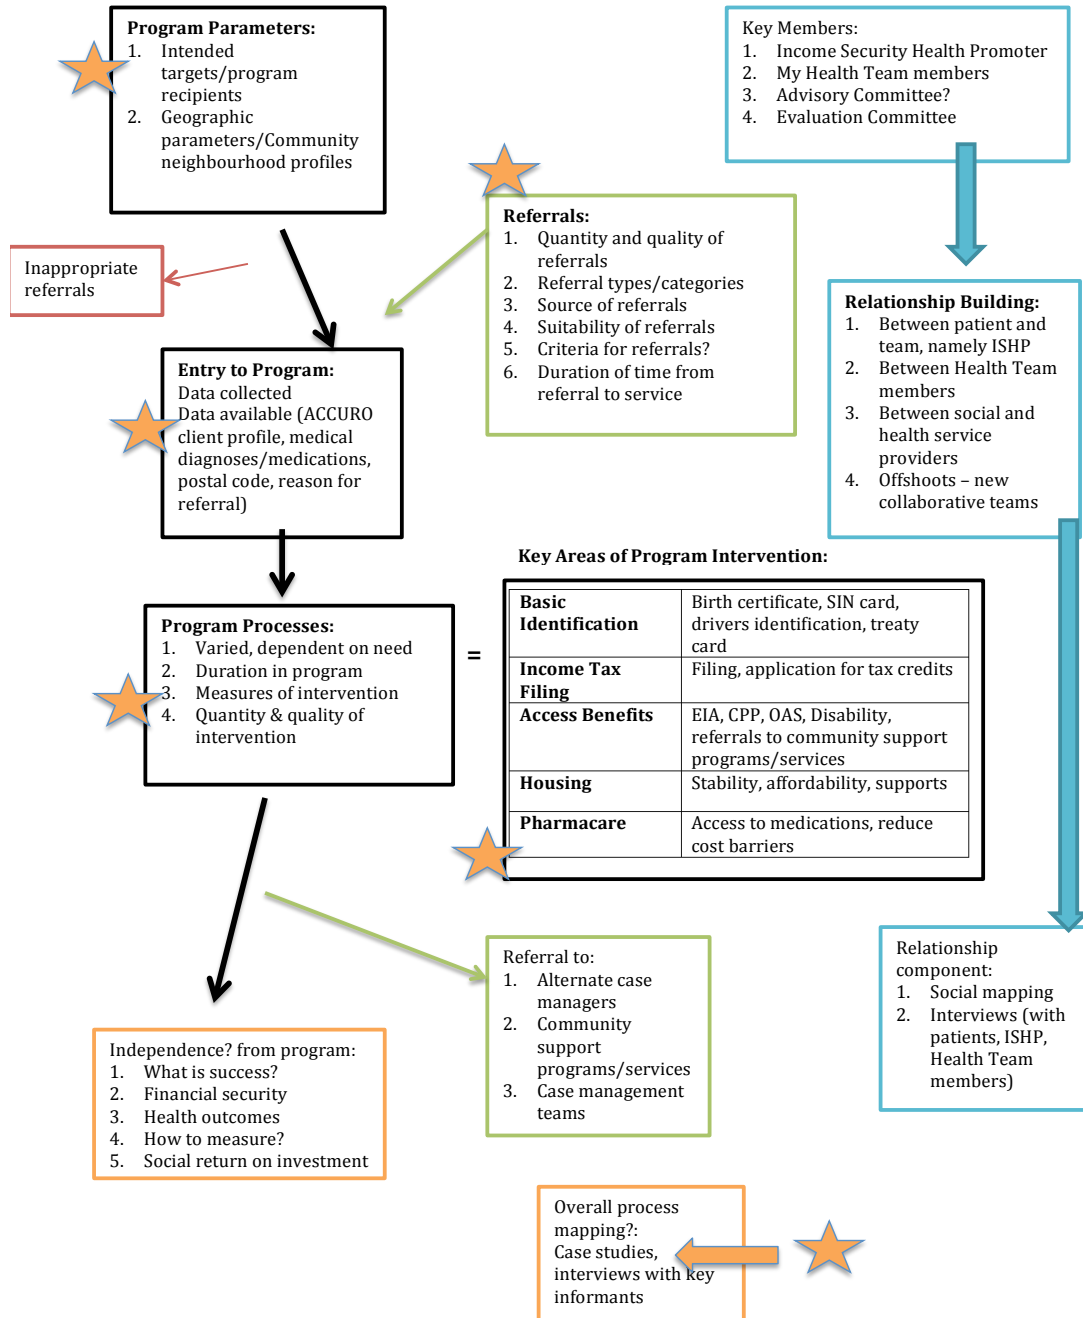 Program Parameters:
1. Intended
targets/program
recipients
2. Geographic
parameters/Community
neighbourhood profiles
Key Members:
1. Income Security Health Promoter
2. My Health Team members
3. Advisory Committee?
4. Evaluation Committee
Referrals:
1. Quantity and quality of
referrals
2. Referral types/categories
3. Source of referrals
4. Suitability of referrals
5. Criteria for referrals?
6. Duration of time from
referral to service
Inappropriate
referrals
Relationship Building:
1. Between patient and
team, namely ISHP
2. Between Health Team
members
3. Between social and
health service
providers
4. Offshoots – new
collaborative teams
Entry to Program:
Data collected
Data available (ACCURO
client profile, medical
diagnoses/medications,
postal code, reason for
referral)
Program Processes:
1. Varied, dependent on need
2. Duration in program
3. Measures of intervention
4. Quantity & quality of
intervention
=
Key Areas of Program Intervention:
Basic Birth certificate, SIN card,
Identification drivers identification, treaty
card
Income Tax Filing, application for tax credits
Filing
Access Benefits EIA, CPP, OAS, Disability,
referrals to community support
programs/services
Housing Stability, affordability, supports
Pharmacare Access to medications, reduce
cost barriers
Referral to:
1. Alternate case
managers
2. Community
support
programs/services
3. Case management
teams
Relationship
component:
1. Social mapping
2. Interviews (with
patients, ISHP,
Health Team
members)
Independence? from program:
1. What is success?
2. Financial security
3. Health outcomes
4. How to measure?
5. Social return on investment
Overall process
mapping?:
Case studies,
interviews with key
informants